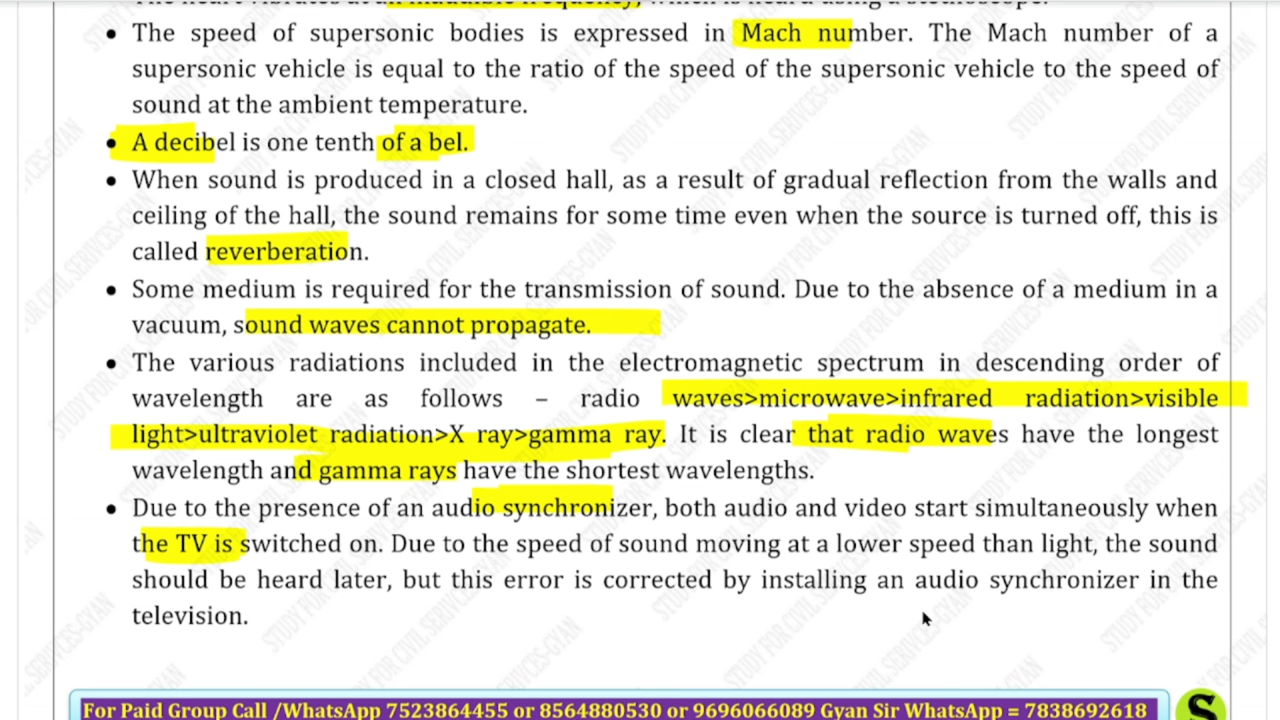 • The speed of supersonic bodies is expressed in Mach number. The Mach number of a
supersonic vehicle is equal to the ratio of the speed of the supersonic vehicle to the speed of
sound at the ambient temperature.
• A decibel is one tenth of a bel.
• When sound is produced in a closed hall, as a result of gradual reflection from the walls and
ceiling of the hall, the sound remains for some time even when the source is turned off, this is
called reverberation.
• Some medium is required for the transmission of sound. Due to the absence of a medium in a
vacuum, sound waves cannot propagate.
• The various radiations included in the electromagnetic spectrum in descending order of
wavelength are as follows – radio waves>microwave>infrared radiation>visible
light>ultraviolet radiation>X ray>gamma ray. It is clear that radio waves have the longest
wavelength and gamma rays have the shortest wavelengths.
• Due to the presence of an audio synchronizer, both audio and video start simultaneously when
the TV is switched on. Due to the speed of sound moving at a lower speed than light, the sound
should be heard later, but this error is corrected by installing an audio synchronizer in the
television.
For Paid Group Call /WhatsApp 7523864455 or 8564880530 or 9696066089 Gyan Sir WhatsApp = 7838692618